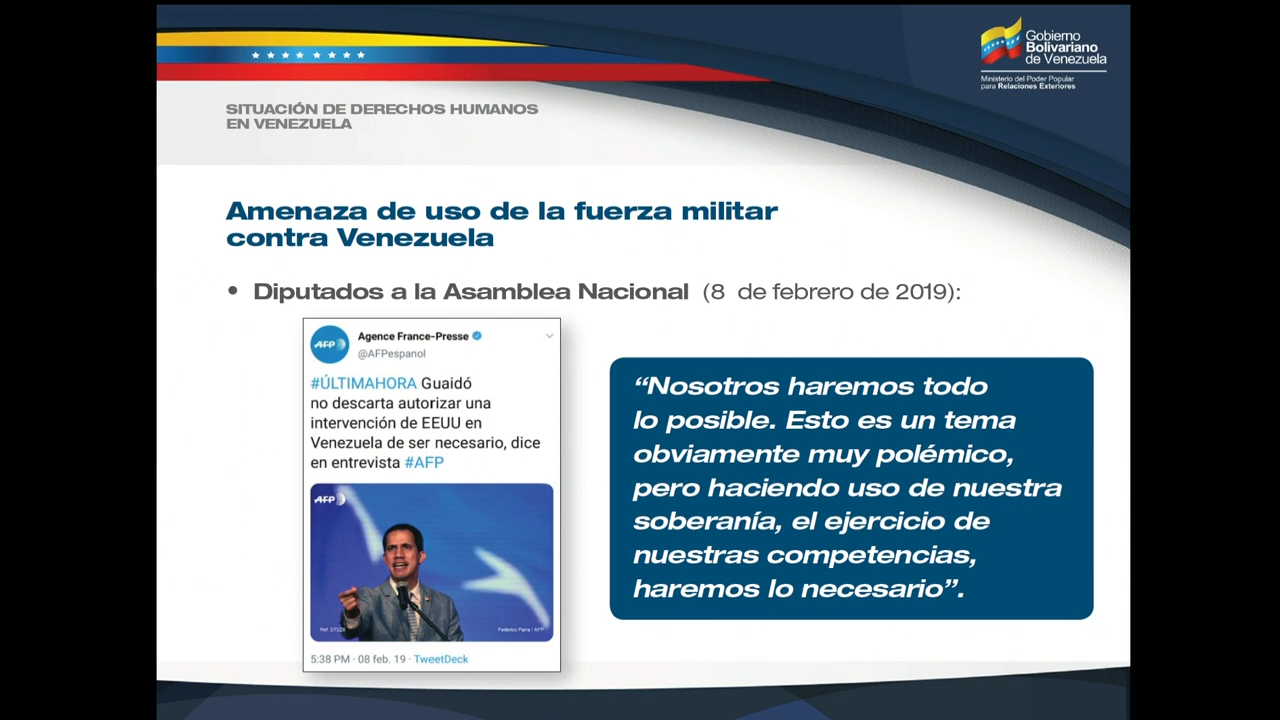 Gobierno
Bolivariano
de Venezuela
Ministerio del Poder Popular
para Relaciones Exteriores
SITUACIÓN DE DERECHOS HUMANOS
EN VENEZUELA
Amenaza de uso de la fuerza militar
contra Venezuela
• Diputados a la Asamblea Nacional (8 de febrero de 2019):
AFP
Agence France-Presse
@AFPespanol
#ÚLTIMAHORA Guaidó
no descarta autorizar una
intervención de EEUU en
Venezuela de ser necesario, dice
en entrevista #AFP
AFP
Federico Parra / AFP
5:38 PM · 08 feb. 19 · TweetDeck
“Nosotros haremos todo
lo posible. Esto es un tema
obviamente muy polémico,
pero haciendo uso de nuestra
soberanía, el ejercicio de
nuestras competencias,
haremos lo necesario”.